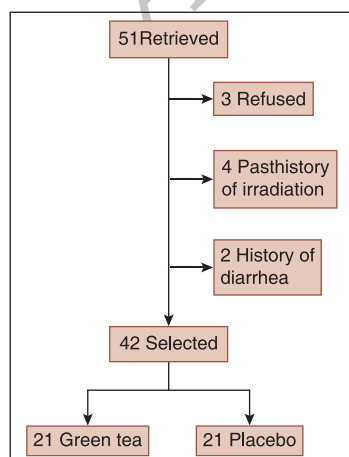 51Retrieved
3 Refused
4 Pasthistory
of irradiation
2 History of
diarrhea
42 Selected
21 Green tea
21 Placebo